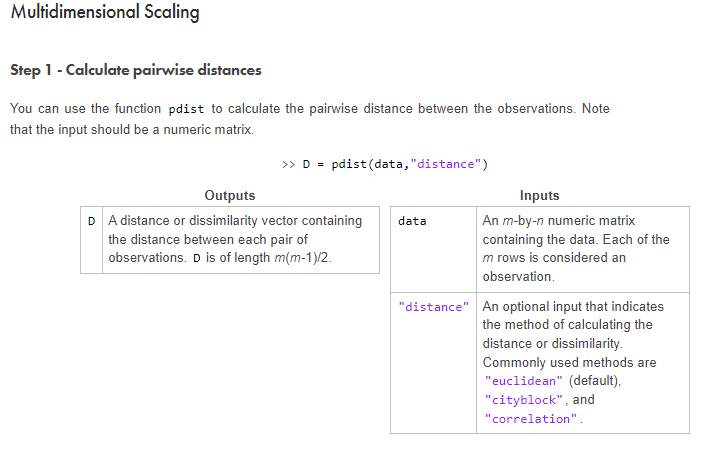 Multidimensional Scaling
Step 1 - Calculate pairwise distances
You can use the function pdist to calculate the pairwise distance between the observations. Note
that the input should be a numeric matrix.
>> D = pdist(data,"distance")
Outputs
D A distance or dissimilarity vector containing
the distance between each pair of
observations. D is of length m(m-1)/2.
Inputs
data An m-by-n numeric matrix
containing the data. Each of the
m rows is considered an
observation.
"distance" An optional input that indicates
the method of calculating the
distance or dissimilarity.
Commonly used methods are
"euclidean" (default),
"cityblock", and
"correlation".